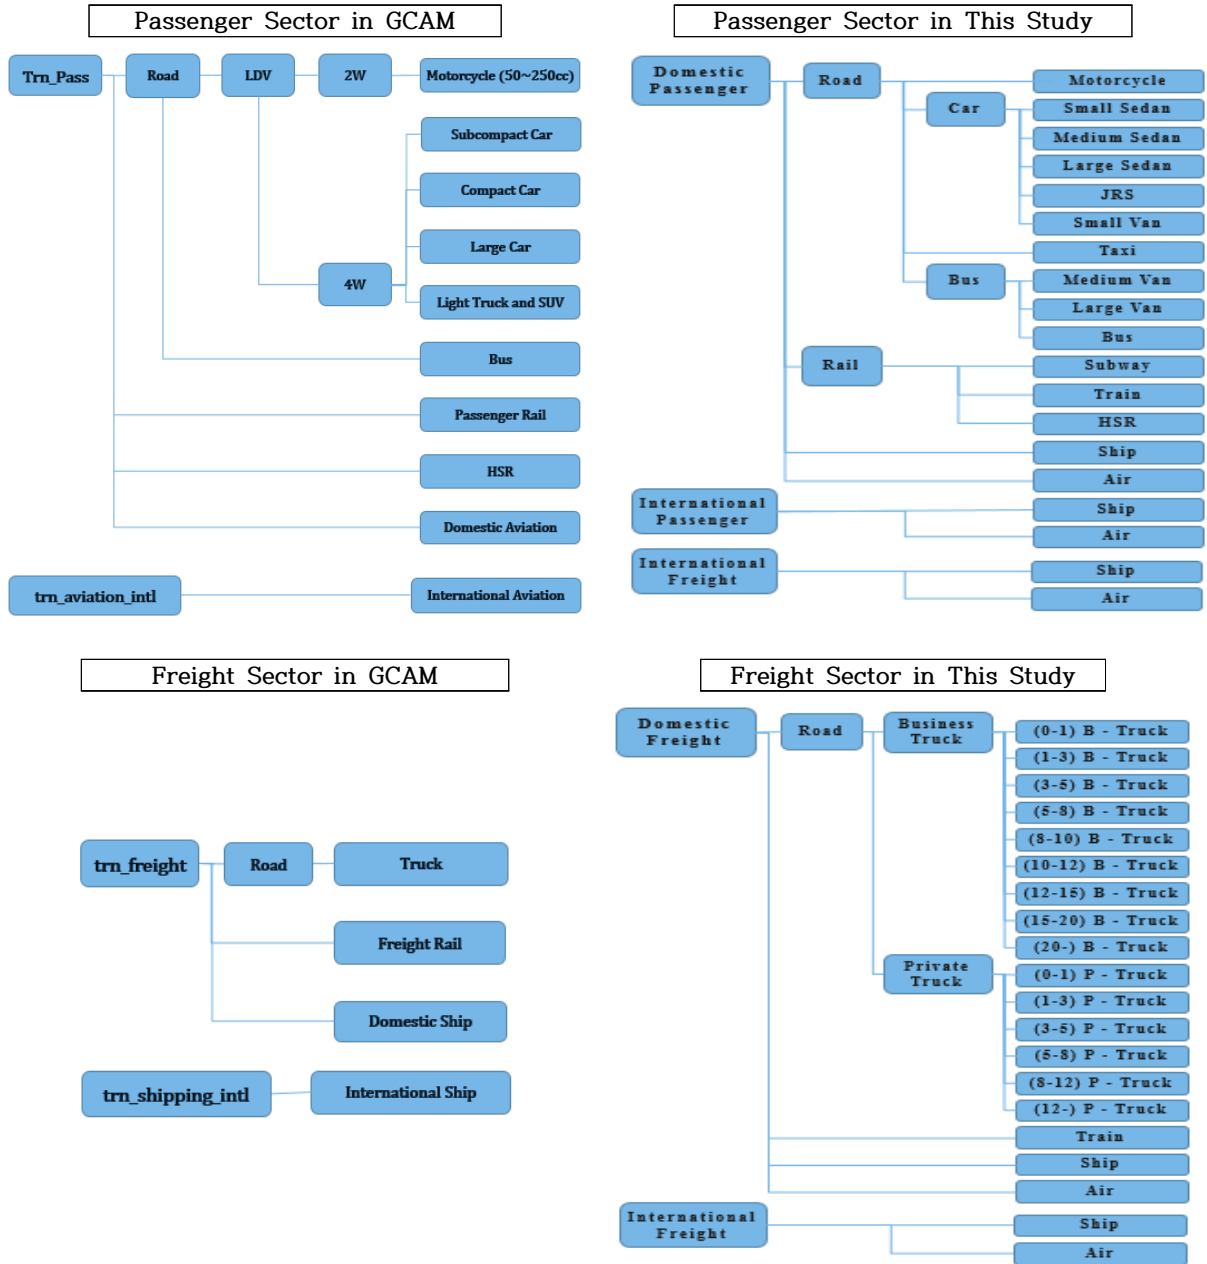 Passenger Sector in GCAM
Trn_Pass
Road
LDV
2W
Motorcycle (50~250cc)
Subcompact Car
Compact Car
Large Car
4W
Light Truck and SUV
Bus
Passenger Rail
HSR
Domestic Aviation
trn_aviation_intl
International Aviation
Passenger Sector in This Study
Domestic
Passenger
Road
Motorcycle
Car
Small Sedan
Medium Sedan
Large Sedan
JRS
Small Van
Taxi
Bus
Medium Van
Large Van
Bus
Rail
Subway
Train
HSR
Ship
Air
International
Passenger
Ship
Air
International
Freight
Ship
Air
Freight Sector in GCAM
trn_freight
Road
Truck
Freight Rail
Domestic Ship
trn_shipping_intl
International Ship
Freight Sector in This Study
Domestic
Freight
Road
Business
Truck
(0-1) B - Truck
(1-3) B - Truck
(3-5) B - Truck
(5-8) B - Truck
(8-10) B - Truck
(10-12) B - Truck
(12-15) B - Truck
(15-20) B - Truck
(20-) B - Truck
Private
Truck
(0-1) P - Truck
(1-3) P - Truck
(3-5) P - Truck
(5-8) P - Truck
(8-12) P - Truck
(12-) P - Truck
Train
Ship
Air
International
Freight
Ship
Air